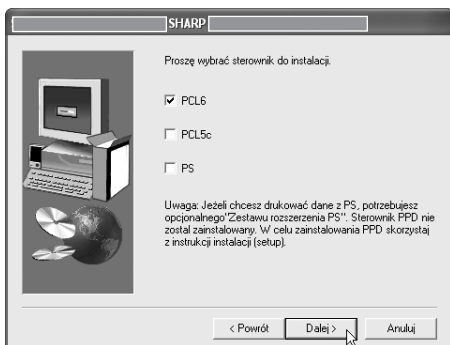 SHARP
Proszę wybrać sterownik do instalacji.
PCL6
PCL5c
PS
Uwaga: Jeżeli chcesz drukować dane z PS, potrzebujesz
opcjonalnego"Zestawu rozszerzenia PS". Sterownik PPD nie
zostal zainstalowany. W celu zainstalowania PPD skorzystaj
z instrukcji instalacji (setup).
< Powrót
Dalej >
Anuluj